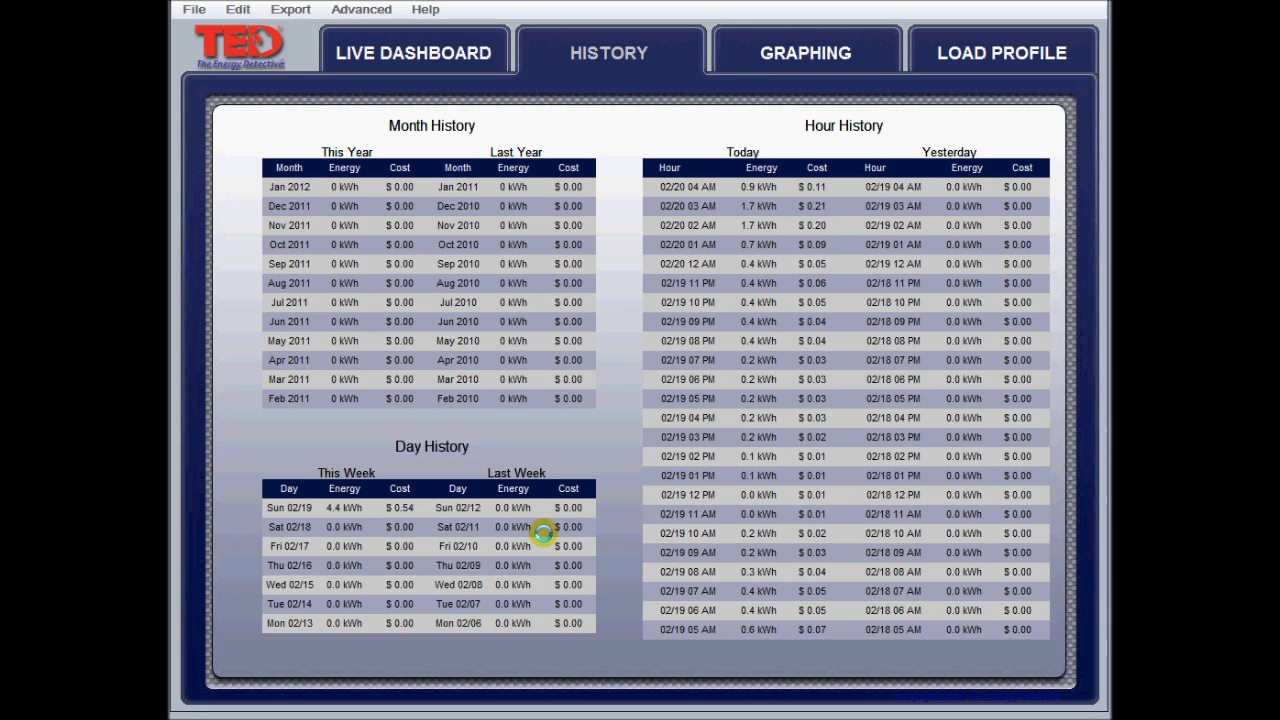 File Edit Export Advanced Help
TED
The Energy Detective
LIVE DASHBOARD HISTORY GRAPHING LOAD PROFILE
Month History
This Year Last Year
Month Energy Cost Month Energy Cost
Jan 2012 0 kWh $ 0.00 Jan 2011 0 kWh $ 0.00
Dec 2011 0 kWh $ 0.00 Dec 2010 0 kWh $ 0.00
Nov 2011 0 kWh $ 0.00 Nov 2010 0 kWh $ 0.00
Oct 2011 0 kWh $ 0.00 Oct 2010 0 kWh $ 0.00
Sep 2011 0 kWh $ 0.00 Sep 2010 0 kWh $ 0.00
Aug 2011 0 kWh $ 0.00 Aug 2010 0 kWh $ 0.00
Jul 2011 0 kWh $ 0.00 Jul 2010 0 kWh $ 0.00
Jun 2011 0 kWh $ 0.00 Jun 2010 0 kWh $ 0.00
May 2011 0 kWh $ 0.00 May 2010 0 kWh $ 0.00
Apr 2011 0 kWh $ 0.00 Apr 2010 0 kWh $ 0.00
Mar 2011 0 kWh $ 0.00 Mar 2010 0 kWh $ 0.00
Feb 2011 0 kWh $ 0.00 Feb 2010 0 kWh $ 0.00
Day History
This Week Last Week
Day Energy Cost Day Energy Cost
Sun 02/19 4.4 kWh $ 0.54 Sun 02/12 0.0 kWh $ 0.00
Sat 02/18 0.0 kWh $ 0.00 Sat 02/11 0.0 kWh $ 0.00
Fri 02/17 0.0 kWh $ 0.00 Fri 02/10 0.0 kWh $ 0.00
Thu 02/16 0.0 kWh $ 0.00 Thu 02/09 0.0 kWh $ 0.00
Wed 02/15 0.0 kWh $ 0.00 Wed 02/08 0.0 kWh $ 0.00
Tue 02/14 0.0 kWh $ 0.00 Tue 02/07 0.0 kWh $ 0.00
Mon 02/13 0.0 kWh $ 0.00 Mon 02/06 0.0 kWh $ 0.00
Hour History
Today Yesterday
Hour Energy Cost Hour Energy Cost
02/20 04 AM 0.9 kWh $ 0.11 02/19 04 AM 0.0 kWh $ 0.00
02/20 03 AM 1.7 kWh $ 0.21 02/19 03 AM 0.0 kWh $ 0.00
02/20 02 AM 1.7 kWh $ 0.20 02/19 02 AM 0.0 kWh $ 0.00
02/20 01 AM 0.7 kWh $ 0.09 02/19 01 AM 0.0 kWh $ 0.00
02/20 12 AM 0.4 kWh $ 0.05 02/19 12 AM 0.0 kWh $ 0.00
02/19 11 PM 0.4 kWh $ 0.06 02/18 11 PM 0.0 kWh $ 0.00
02/19 10 PM 0.4 kWh $ 0.05 02/18 10 PM 0.0 kWh $ 0.00
02/19 09 PM 0.4 kWh $ 0.04 02/18 09 PM 0.0 kWh $ 0.00
02/19 08 PM 0.4 kWh $ 0.04 02/18 08 PM 0.0 kWh $ 0.00
02/19 07 PM 0.2 kWh $ 0.03 02/18 07 PM 0.0 kWh $ 0.00
02/19 06 PM 0.2 kWh $ 0.03 02/18 06 PM 0.0 kWh $ 0.00
02/19 05 PM 0.2 kWh $ 0.03 02/18 05 PM 0.0 kWh $ 0.00
02/19 04 PM 0.2 kWh $ 0.03 02/18 04 PM 0.0 kWh $ 0.00
02/19 03 PM 0.2 kWh $ 0.02 02/18 03 PM 0.0 kWh $ 0.00
02/19 02 PM 0.1 kWh $ 0.01 02/18 02 PM 0.0 kWh $ 0.00
02/19 01 PM 0.1 kWh $ 0.01 02/18 01 PM 0.0 kWh $ 0.00
02/19 12 PM 0.0 kWh $ 0.01 02/18 12 PM 0.0 kWh $ 0.00
02/19 11 AM 0.0 kWh $ 0.01 02/18 11 AM 0.0 kWh $ 0.00
02/19 10 AM 0.2 kWh $ 0.02 02/18 10 AM 0.0 kWh $ 0.00
02/19 09 AM 0.2 kWh $ 0.03 02/18 09 AM 0.0 kWh $ 0.00
02/19 08 AM 0.3 kWh $ 0.04 02/18 08 AM 0.0 kWh $ 0.00
02/19 07 AM 0.4 kWh $ 0.05 02/18 07 AM 0.0 kWh $ 0.00
02/19 06 AM 0.4 kWh $ 0.05 02/18 06 AM 0.0 kWh $ 0.00
02/19 05 AM 0.6 kWh $ 0.07 02/18 05 AM 0.0 kWh $ 0.00